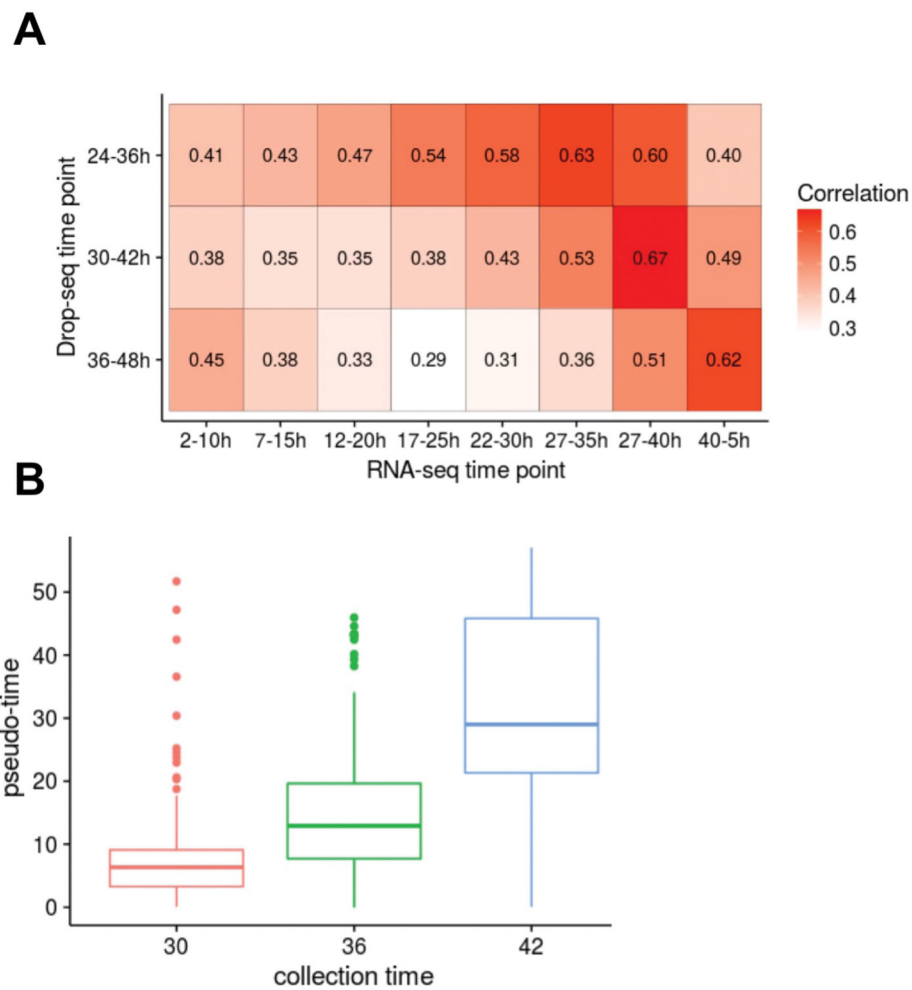 A
Drop-seq time point
24-36h 0.41 0.43 0.47 0.54 0.58 0.63 0.60 0.40
30-42h 0.38 0.35 0.35 0.38 0.43 0.53 0.67 0.49
36-48h 0.45 0.38 0.33 0.29 0.31 0.36 0.51 0.62
2-10h 7-15h 12-20h 17-25h 22-30h 27-35h 27-40h 40-5h
RNA-seq time point
Correlation
0.6
0.5
0.4
0.3
B
pseudo-time
50
40
30
20
10
0
30 36 42
collection time